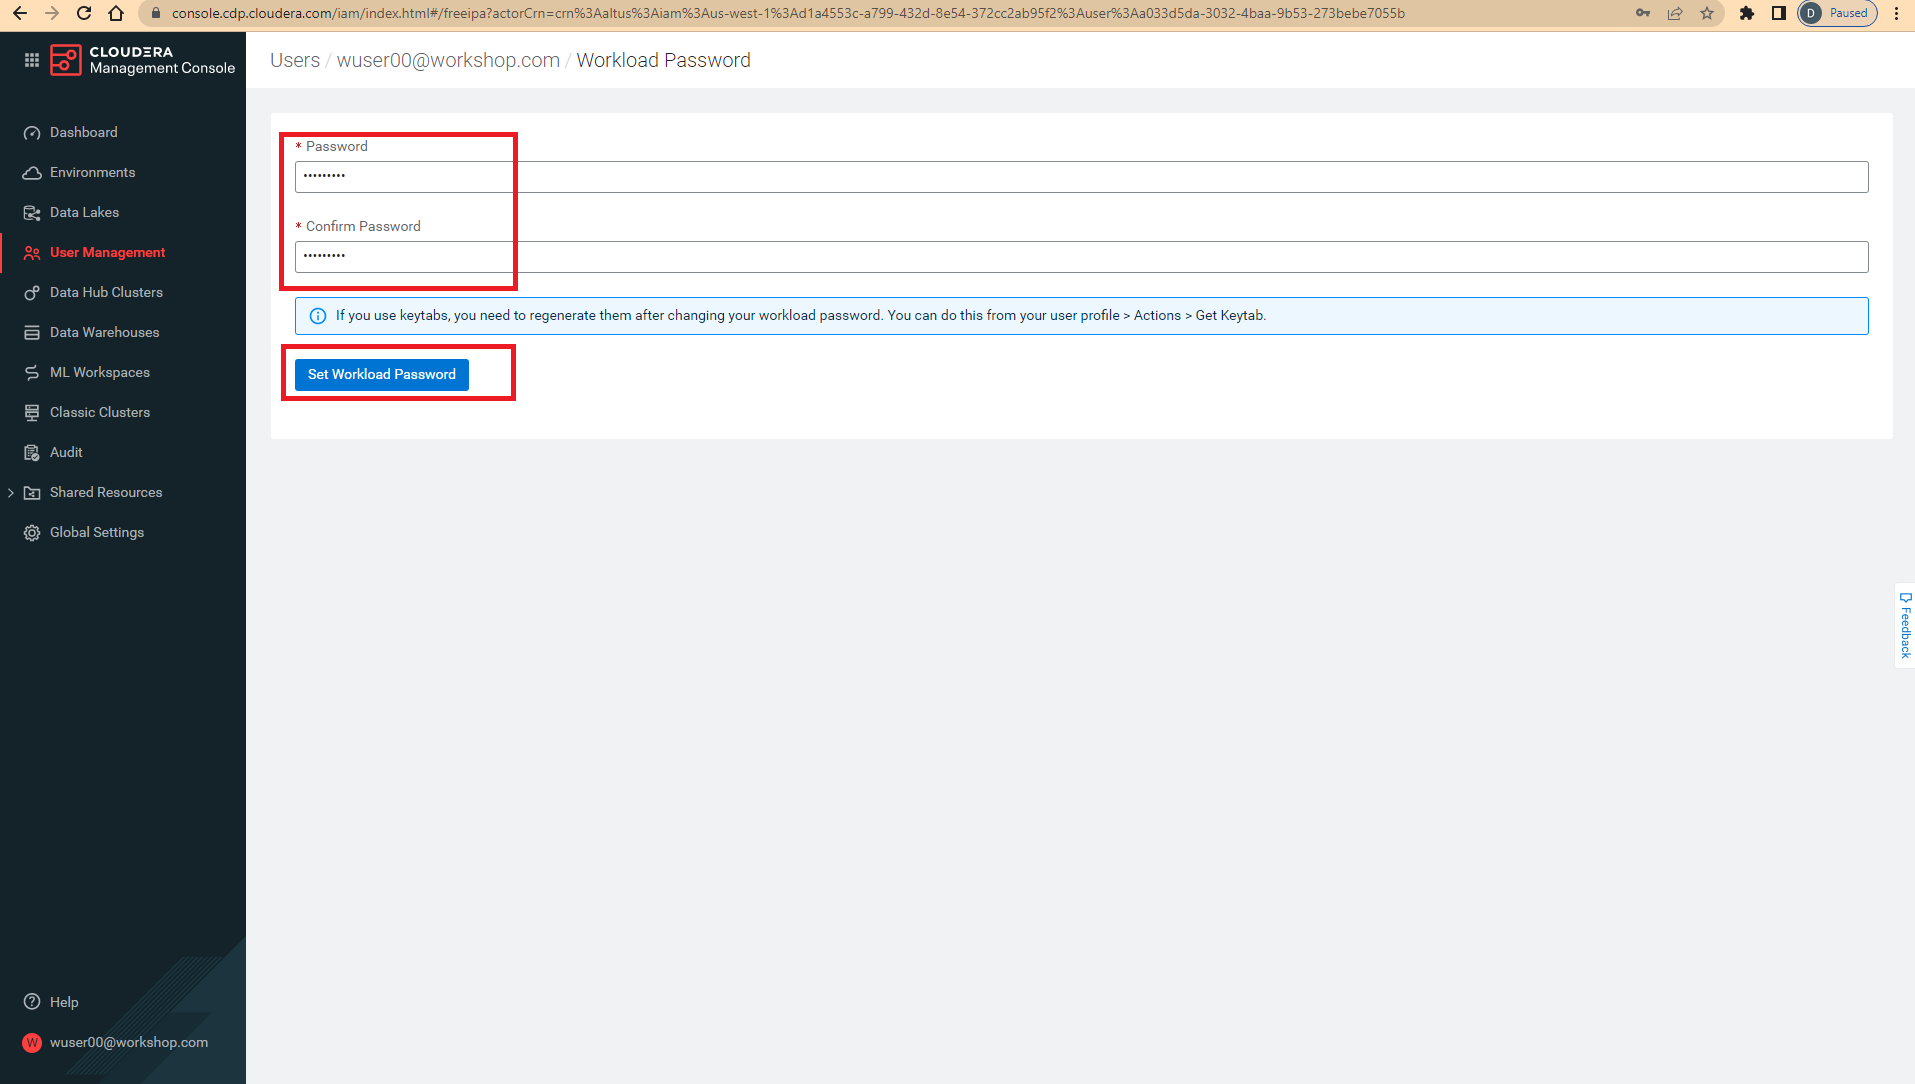 console.cdp.cloudera.com/iam/index.html#/freeipa?actorCrn=crn%3Aaltus%3Aiam%3Aus-west-1%3Ad1a4553c-a799-432d-8e54-372cc2ab95f2%3Auser%3Aa033d5da-3032-4baa-9b53-273bebe7055b
D Paused
CLOUDERA
Management Console
Users / wuser00@workshop.com / Workload Password
Dashboard
Environments
Data Lakes
User Management
Data Hub Clusters
Data Warehouses
ML Workspaces
Classic Clusters
Audit
Shared Resources
Global Settings
Help
W wuser00@workshop.com
* Password
•••••••••
* Confirm Password
•••••••••
If you use keytabs, you need to regenerate them after changing your workload password. You can do this from your user profile > Actions > Get Keytab.
Set Workload Password
Feedback